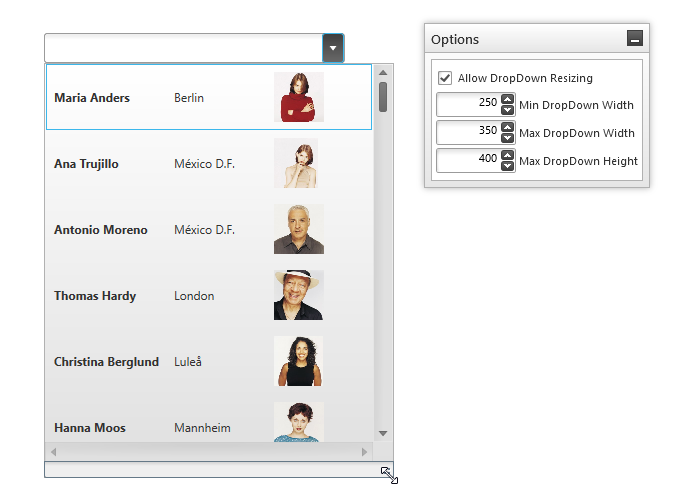 Options
Allow DropDown Resizing
250 Min DropDown Width
350 Max DropDown Width
400 Max DropDown Height
Maria Anders Berlin
Ana Trujillo México D.F.
Antonio Moreno México D.F.
Thomas Hardy London
Christina Berglund Luleå
Hanna Moos Mannheim